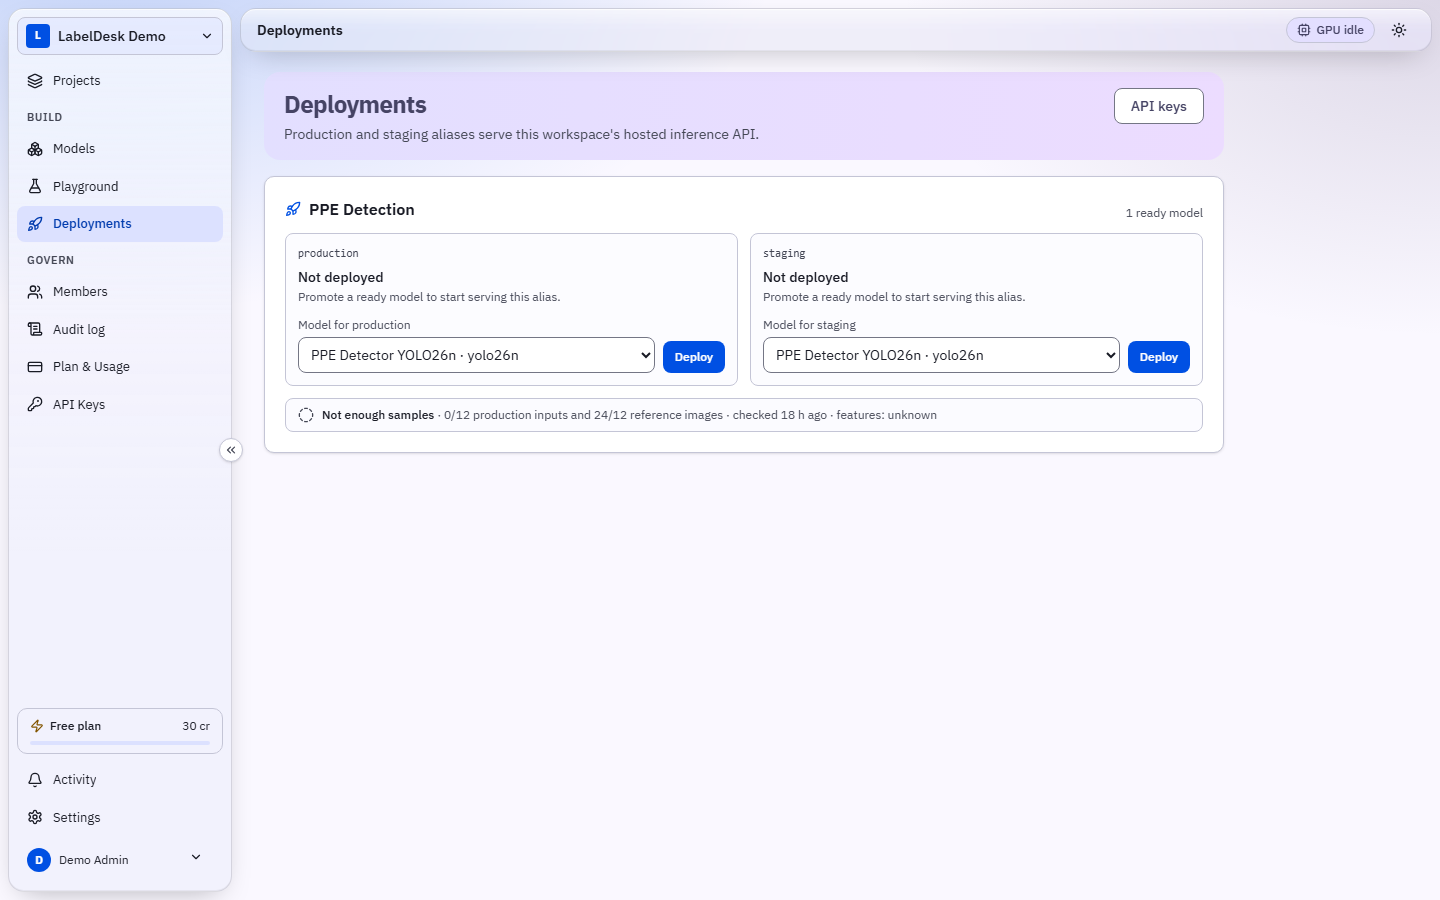 L LabelDesk Demo
Projects
BUILD
Models
Playground
Deployments
GOVERN
Members
Audit log
Plan & Usage
API Keys
Free plan 30 cr
Activity
Settings
D Demo Admin
Deployments
GPU idle
Deployments
API keys
Production and staging aliases serve this workspace's hosted inference API.
PPE Detection
1 ready model
production
Not deployed
Promote a ready model to start serving this alias.
Model for production
PPE Detector YOLO26n · yolo26n
Deploy
staging
Not deployed
Promote a ready model to start serving this alias.
Model for staging
PPE Detector YOLO26n · yolo26n
Deploy
Not enough samples · 0/12 production inputs and 24/12 reference images · checked 18 h ago · features: unknown